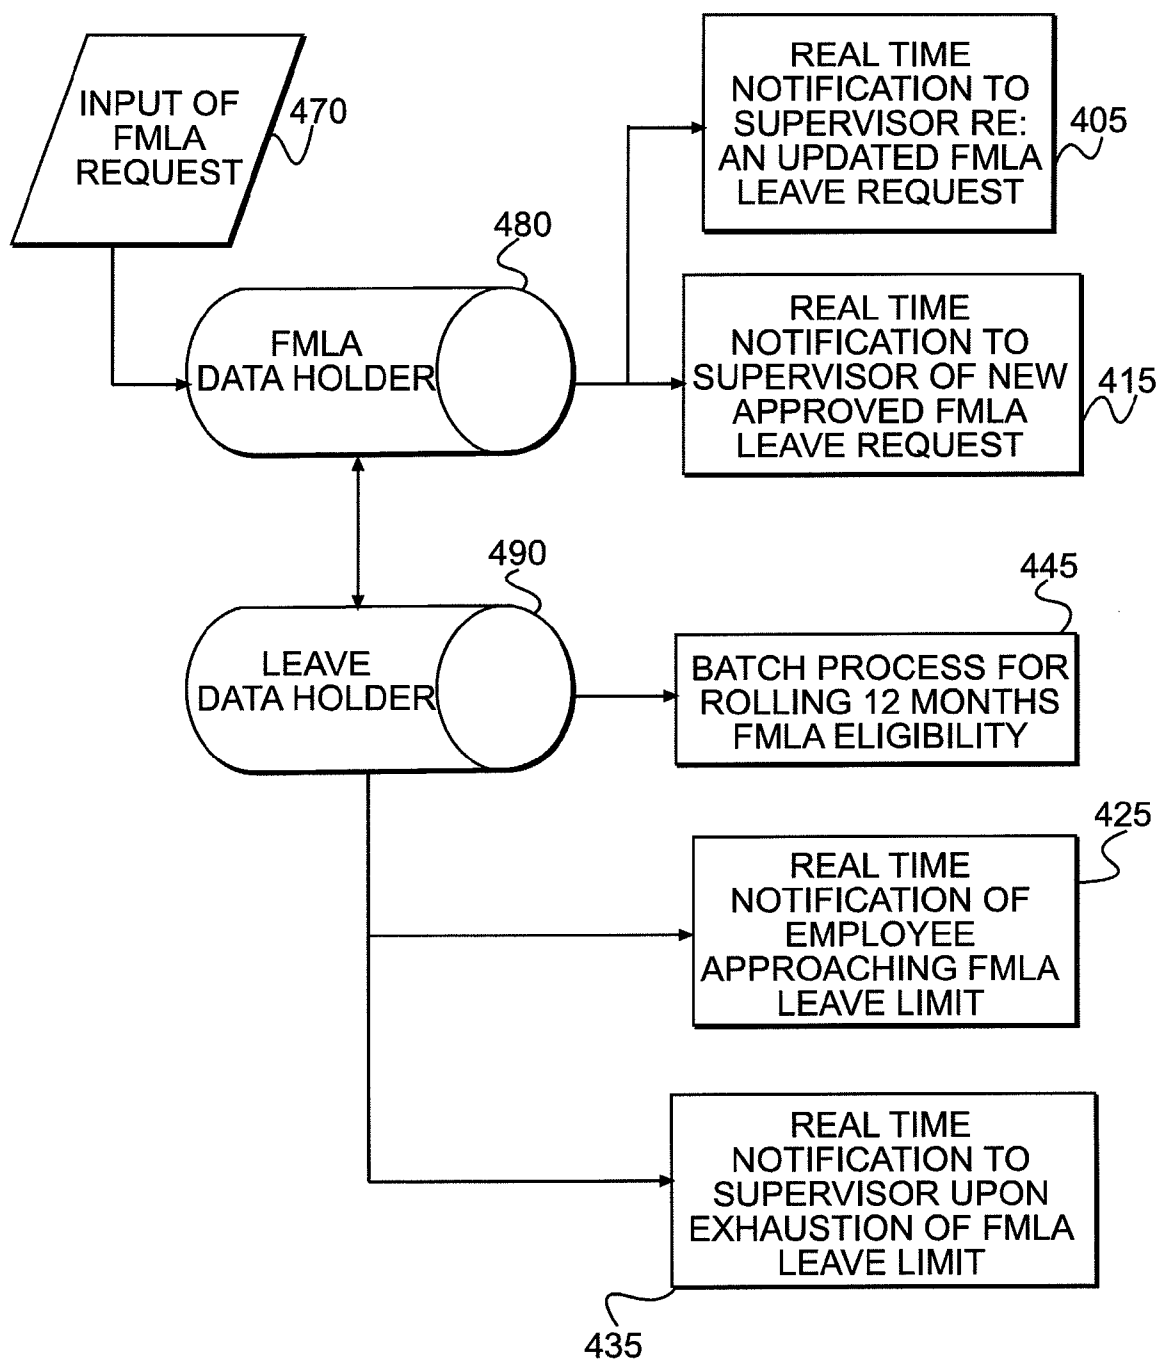 INPUT OF
FMLA
REQUEST
470
REAL TIME
NOTIFICATION TO
SUPERVISOR RE:
AN UPDATED FMLA
LEAVE REQUEST
405
480
FMLA
DATA HOLDER
REAL TIME
NOTIFICATION TO
SUPERVISOR OF NEW
APPROVED FMLA
LEAVE REQUEST
415
490
LEAVE
DATA HOLDER
445
BATCH PROCESS FOR
ROLLING 12 MONTHS
FMLA ELIGIBILITY
425
REAL TIME
NOTIFICATION OF
EMPLOYEE
APPROACHING FMLA
LEAVE LIMIT
REAL TIME
NOTIFICATION TO
SUPERVISOR UPON
EXHAUSTION OF FMLA
LEAVE LIMIT
435